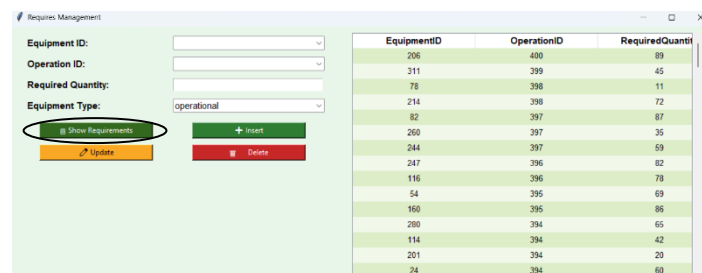 Requires Management
Equipment ID:
Operation ID:
Required Quantity:
Equipment Type: operational
Show Requirements + Insert
Update Delete
EquipmentID OperationID RequiredQuantit
206 400 89
311 399 45
78 398 11
214 398 72
82 397 87
260 397 35
244 397 59
247 396 82
116 396 78
54 395 69
160 395 86
280 394 65
114 394 42
201 394 20
24 394 60